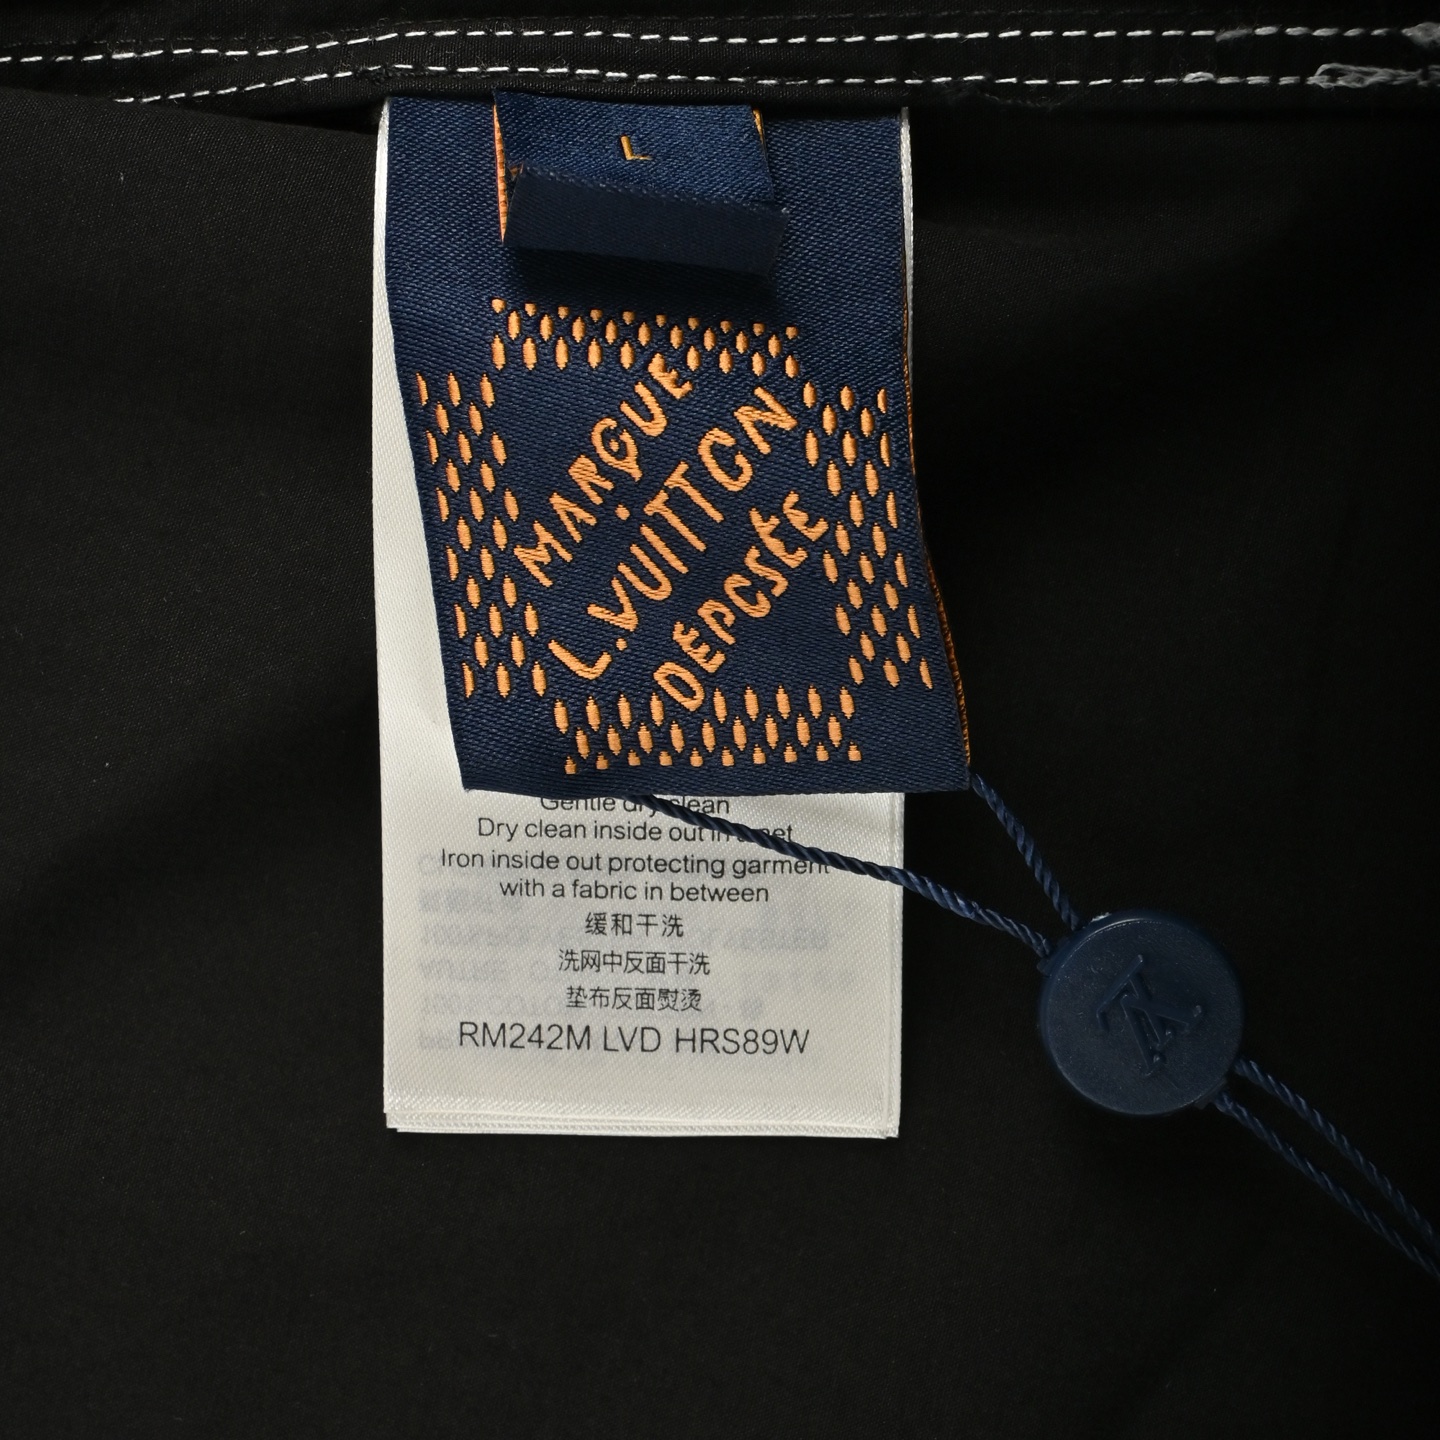 L
MARQUE
L.VUITTON
DÉPOSÉE
Gentle dry clean
Dry clean inside out in a net
Iron inside out protecting garment
with a fabric in between
缓和干洗
洗网中反面干洗
垫布反面熨烫
RM242M LVD HRS89W
LV